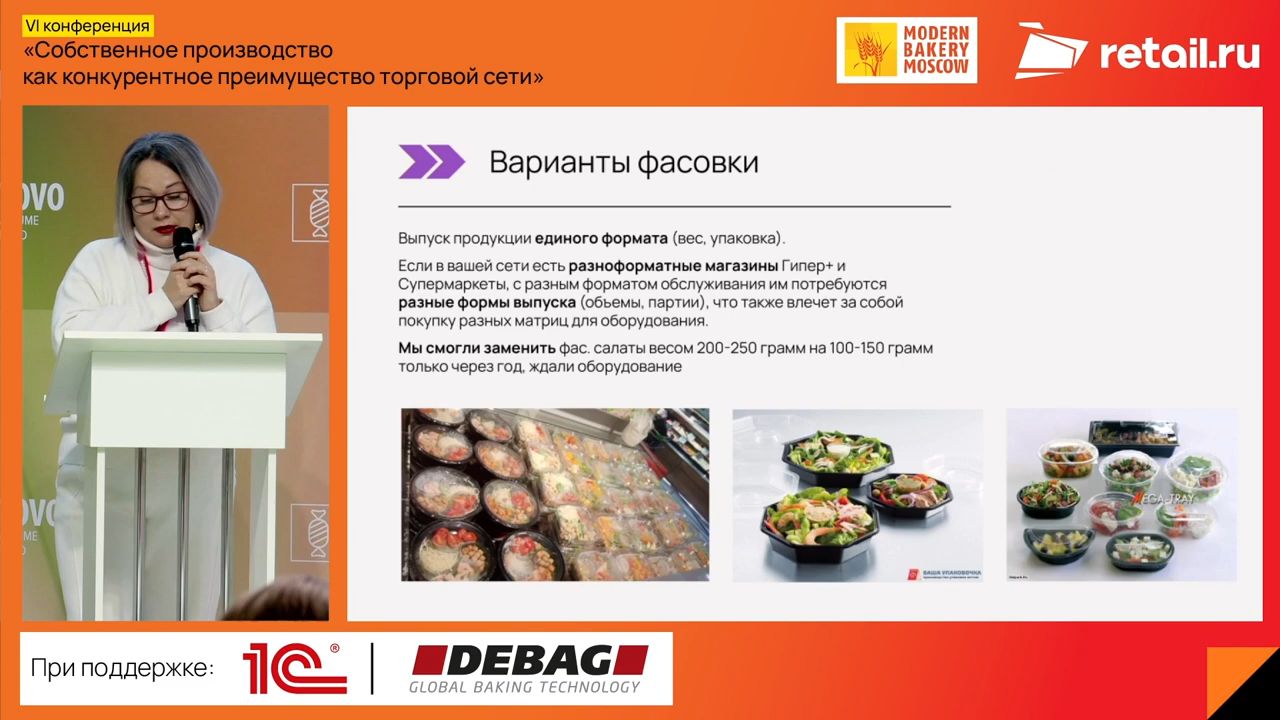 VI конференция
«Собственное производство
как конкурентное преимущество торговой сети»
MODERN
BAKERY
MOSCOW
retail.ru
Варианты фасовки
Выпуск продукции единого формата (вес, упаковка).
Если в вашей сети есть разноформатные магазины Гипер+ и
Супермаркеты, с разным форматом обслуживания им потребуются
разные формы выпуска (объемы, партии), что также влечет за собой
покупку разных матриц для оборудования.
Мы смогли заменить фас. салаты весом 200-250 грамм на 100-150 грамм
только через год, ждали оборудование
MEGA-TRAY
ВАША УПАКОВОЧКА
При поддержке:
1С®
DEBAG
GLOBAL BAKING TECHNOLOGY